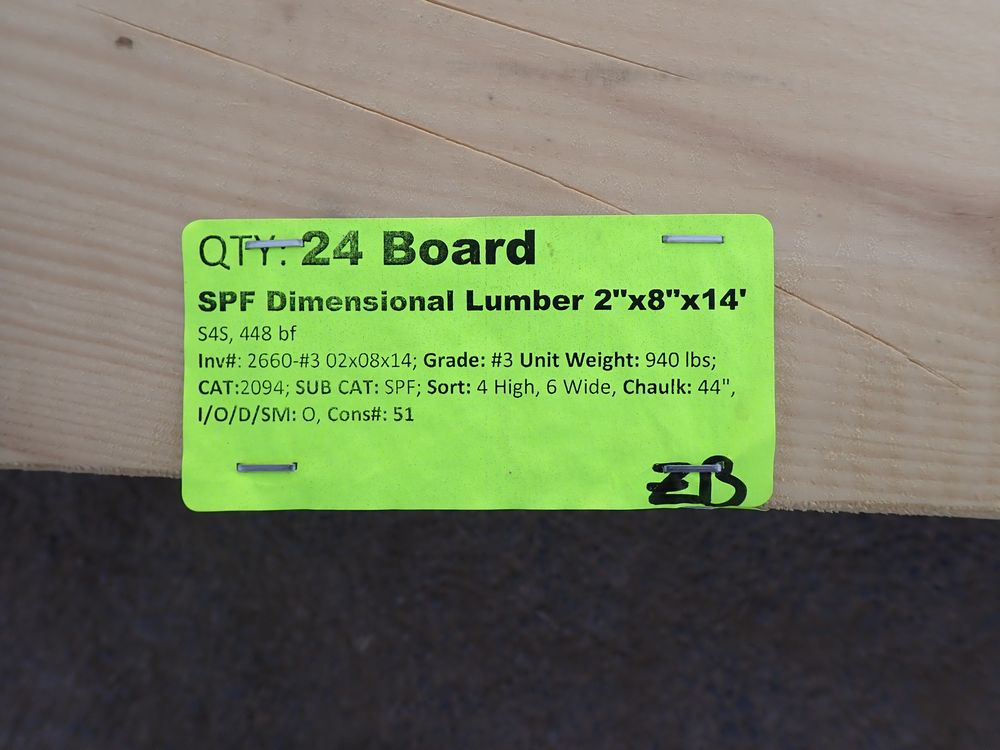 QTY: 24 Board
SPF Dimensional Lumber 2"x8"x14'
S4S, 448 bf
Inv#: 2660-#3 02x08x14; Grade: #3 Unit Weight: 940 lbs;
CAT:2094; SUB CAT: SPF; Sort: 4 High, 6 Wide, Chaulk: 44",
I/O/D/SM: O, Cons#: 51